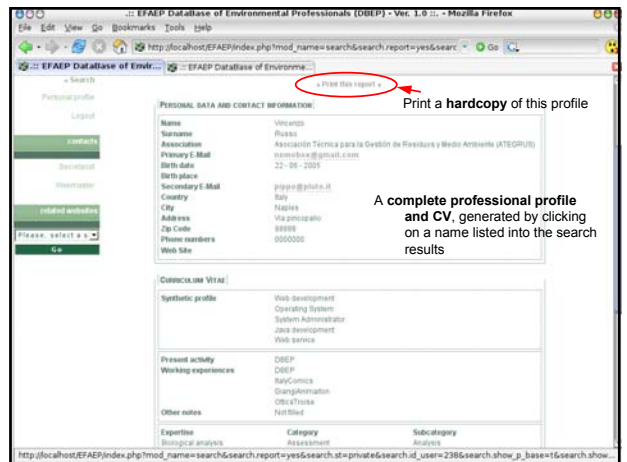 .:: EFAEP DataBase of Environmental Professionals (DBEP) - Ver. 1.0 ::. - Mozilla Firefox
File Edit View Go Bookmarks Tools Help
http://localhost/EFAEP/index.php?mod_name=search&search.report=yes&searc Go
.:: EFAEP DataBase of Envir... .:: EFAEP DataBase of Environme...
» Search
Personal profile
Logout
contacts
Secretariat
Webmaster
related websites
Please, select a s
Go
» Print this report «
Print a hardcopy of this profile
PERSONAL DATA AND CONTACT INFORMATION
Name Vincenzo
Surname Russo
Association Asociación Técnica para la Gestión de Residuos y Medio Ambiente (ATEGRUS)
Primary E-Mail nomobox@gmail.com
Birth date 22 - 06 - 2005
Birth place
Secondary E-Mail pippo@pluto.it
Country Italy
City Naples
Address Via pincopallo
Zip Code 88888
Phone numbers 0000000
Web Site
A complete professional profile
and CV, generated by clicking
on a name listed into the search
results
CURRICULUM VITAE
Synthetic profile Web development
Operating System
System Administrator
Java development
Web service
Present activity DBEP
Working experiences DBEP
ItalyComics
GiangiAnimation
OtticaTroise
Other notes Not filled
Expertise Category Subcategory
Biological analysis Assessment Analysis
http://localhost/EFAEP/index.php?mod_name=search&search.report=yes&search.st=private&search.id_user=238&search.show_p_base=t&search.show...